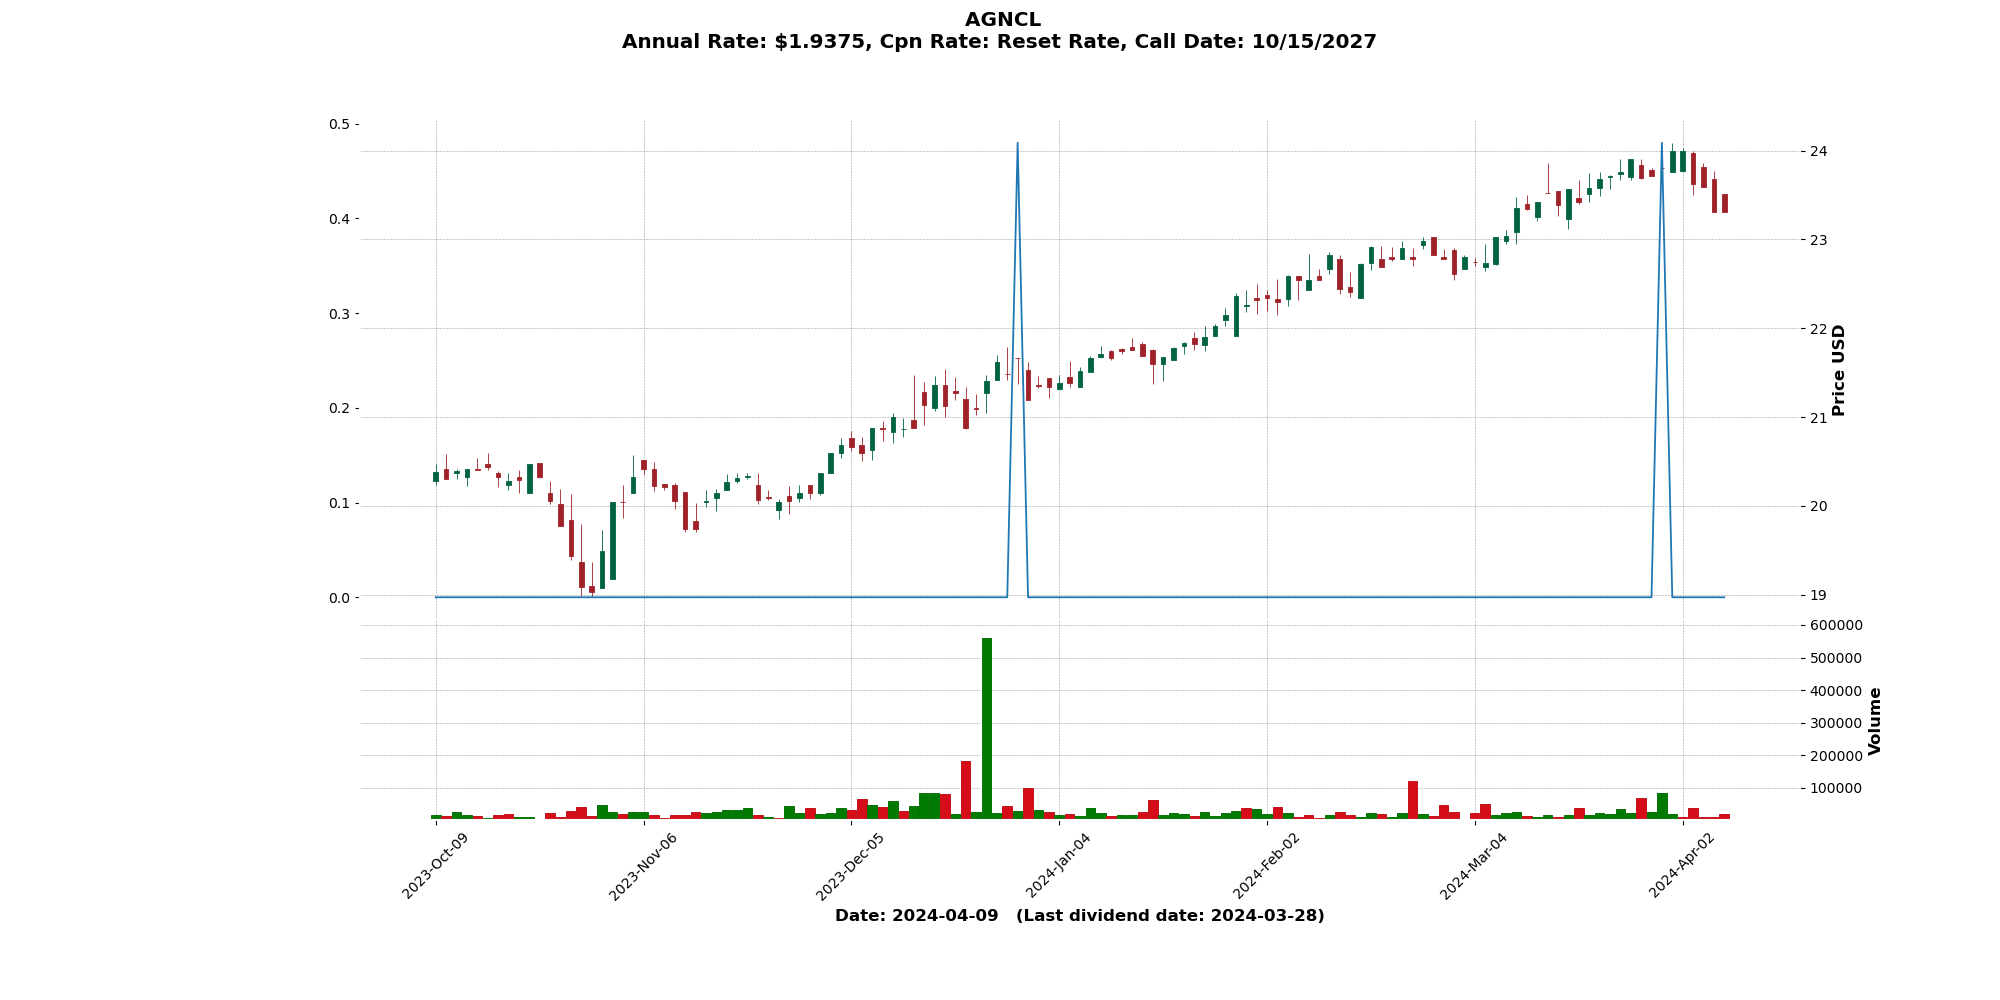 AGNCL
Annual Rate: $1.9375, Cpn Rate: Reset Rate, Call Date: 10/15/2027
0.5
0.4
0.3
0.2
0.1
0.0
24
23
22
21
20
19
Price USD
600000
500000
400000
300000
200000
100000
Volume
2023-Oct-09
2023-Nov-06
2023-Dec-05
2024-Jan-04
2024-Feb-02
2024-Mar-04
2024-Apr-02
Date: 2024-04-09 (Last dividend date: 2024-03-28)